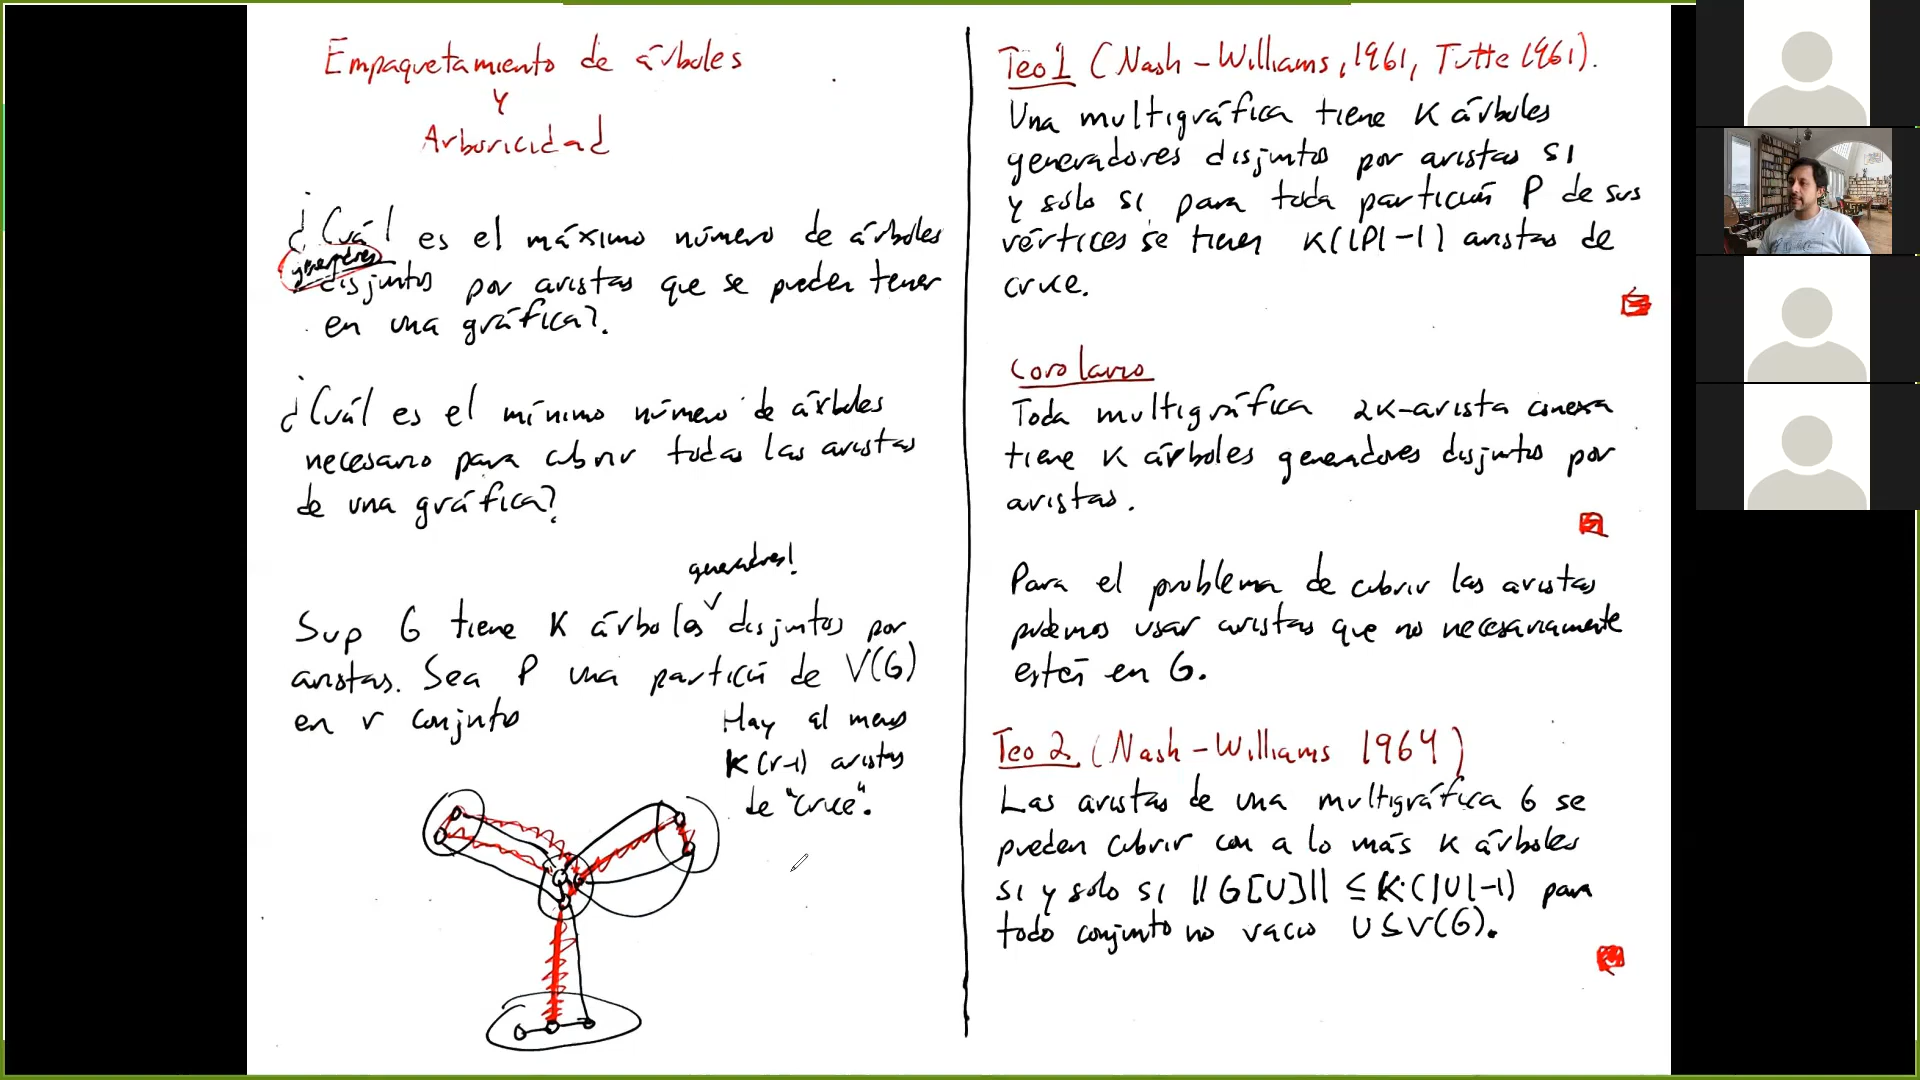 Empaquetamiento de árboles
y
Arboricidad
¿Cuál es el máximo número de árboles
generadores
disjuntos por aristas que se pueden tener
en una gráfica?.
¿Cuál es el mínimo número de árboles
necesario para cubrir todas las aristas
de una gráfica?
generadores!
Sup G tiene K árboles disjuntos por
aristas. Sea P una partición de V(G)
en r conjuntos
Hay al menos
K(r-1) aristas
de "cruce".
Teo 1 (Nash-Williams, 1961, Tutte 1961).
Una multigráfica tiene K árboles
generadores disjuntos por aristas si
y sólo si, para toda partición P de sus
vértices se tienen K(|P|-1) aristas de
cruce.
Corolario
Toda multigráfica 2K-arista conexa
tiene K árboles generadores disjuntos por
aristas.
Para el problema de cubrir las aristas
podemos usar aristas que no necesariamente
estén en G.
Teo 2. (Nash-Williams 1964)
Las aristas de una multigráfica G se
pueden cubrir con a lo más K árboles
si y solo si ||G[U]|| ≤ K·(|U|-1) para
todo conjunto no vacío U⊆V(G).